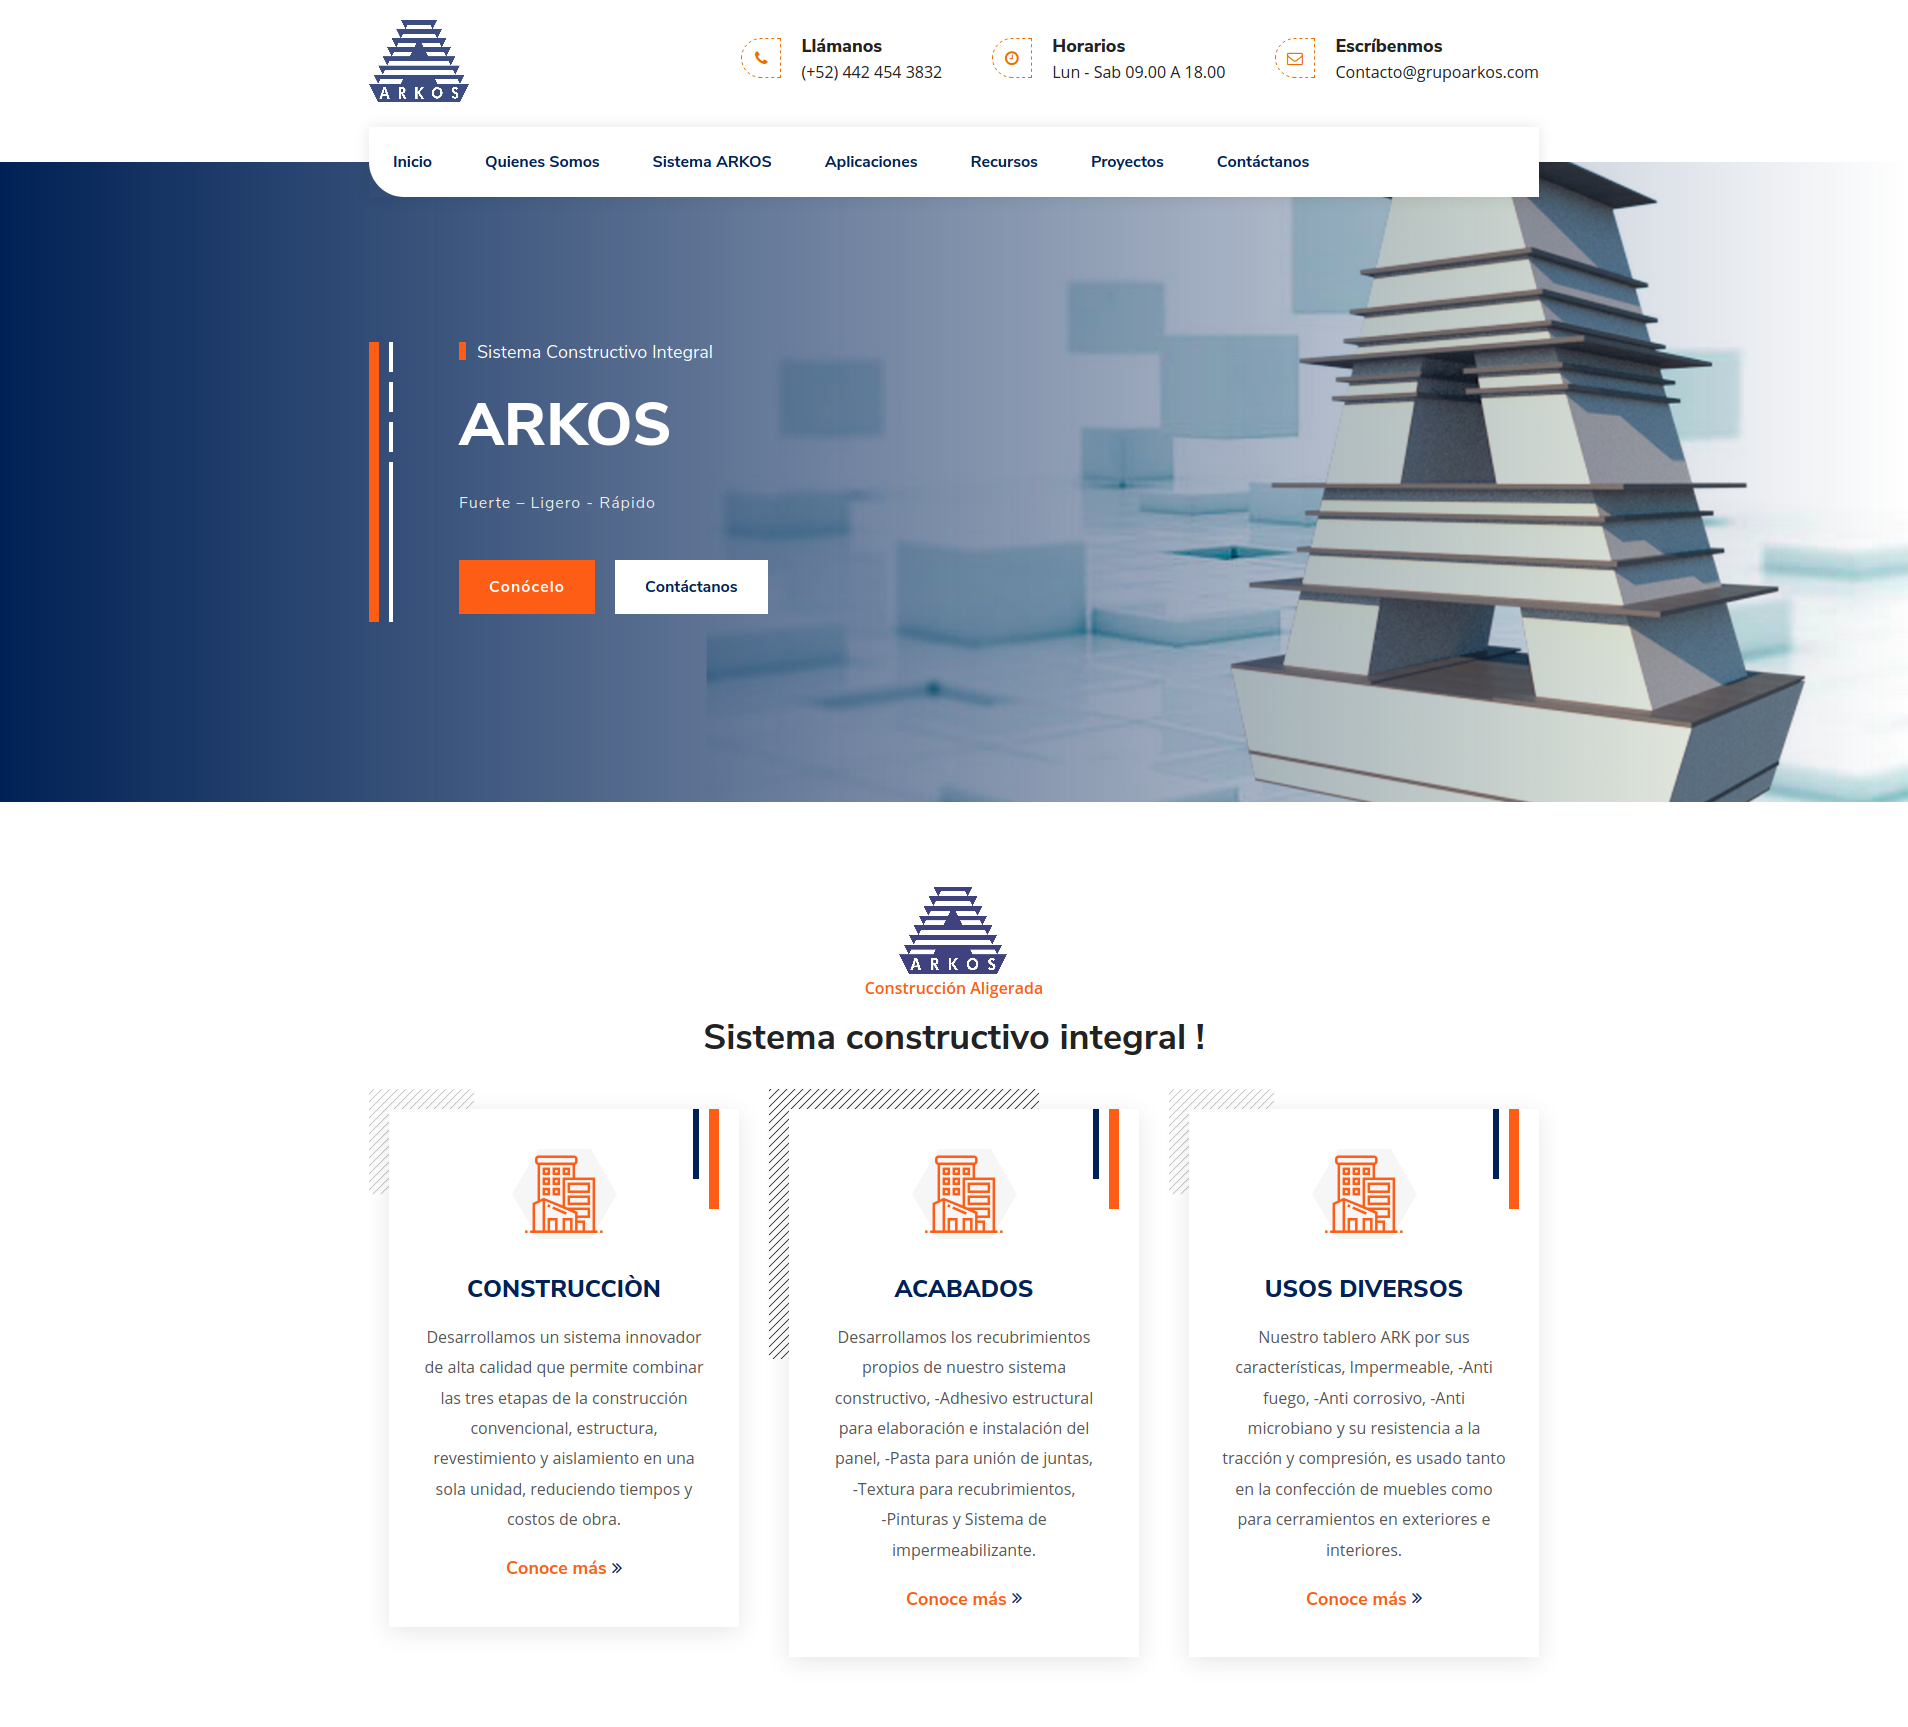 ARKOS
Llámanos
(+52) 442 454 3832
Horarios
Lun - Sab 09.00 A 18.00
Escríbenmos
Contacto@grupoarkos.com
Inicio
Quienes Somos
Sistema ARKOS
Aplicaciones
Recursos
Proyectos
Contáctanos
Sistema Constructivo Integral
ARKOS
Fuerte – Ligero - Rápido
Conócelo
Contáctanos
ARKOS
Construcción Aligerada
Sistema constructivo integral !
CONSTRUCCIÒN
Desarrollamos un sistema innovador
de alta calidad que permite combinar
las tres etapas de la construcción
convencional, estructura,
revestimiento y aislamiento en una
sola unidad, reduciendo tiempos y
costos de obra.
Conoce más »
ACABADOS
Desarrollamos los recubrimientos
propios de nuestro sistema
constructivo, -Adhesivo estructural
para elaboración e instalación del
panel, -Pasta para unión de juntas,
-Textura para recubrimientos,
-Pinturas y Sistema de
impermeabilizante.
Conoce más »
USOS DIVERSOS
Nuestro tablero ARK por sus
características, Impermeable, -Anti
fuego, -Anti corrosivo, -Anti
microbiano y su resistencia a la
tracción y compresión, es usado tanto
en la confección de muebles como
para cerramientos en exteriores e
interiores.
Conoce más »